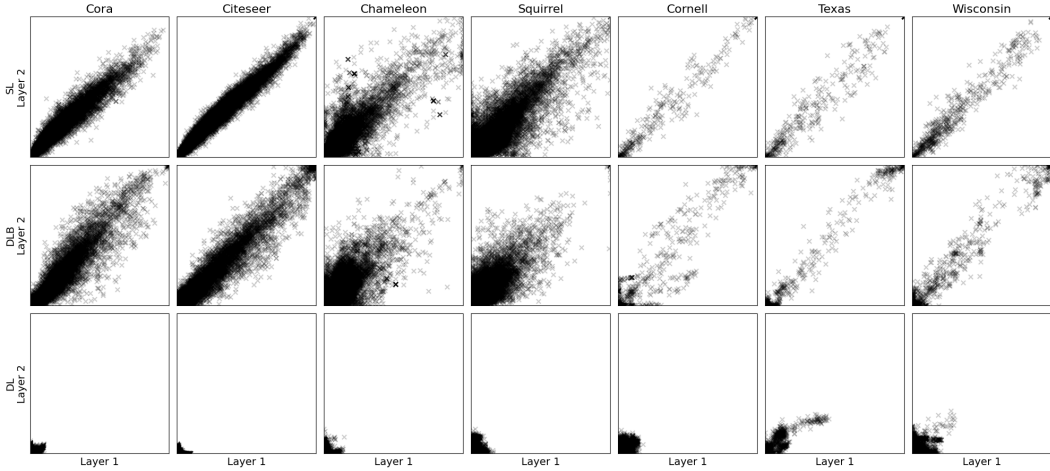 Cora Citeseer Chameleon Squirrel Cornell Texas Wisconsin
SL
Layer 2
DLB
Layer 2
DL
Layer 2
Layer 1 Layer 1 Layer 1 Layer 1 Layer 1 Layer 1 Layer 1